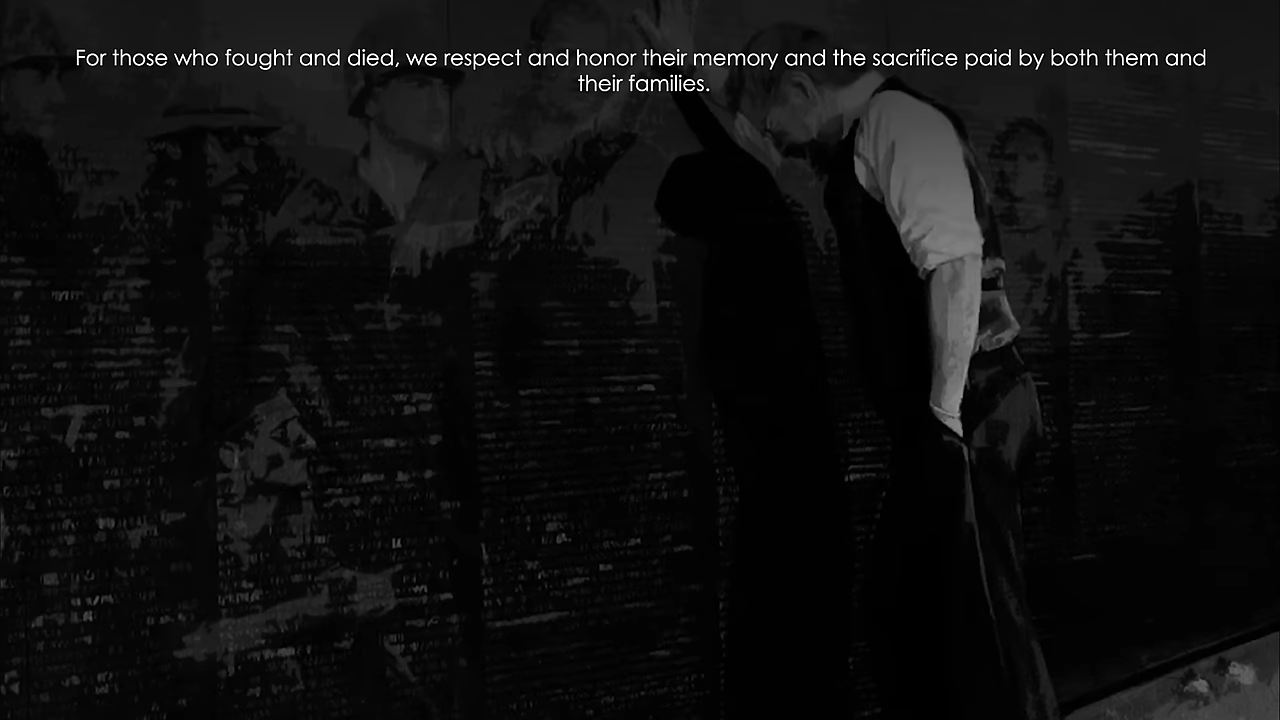 For those who fought and died, we respect and honor their memory and the sacrifice paid by both them and
their families.